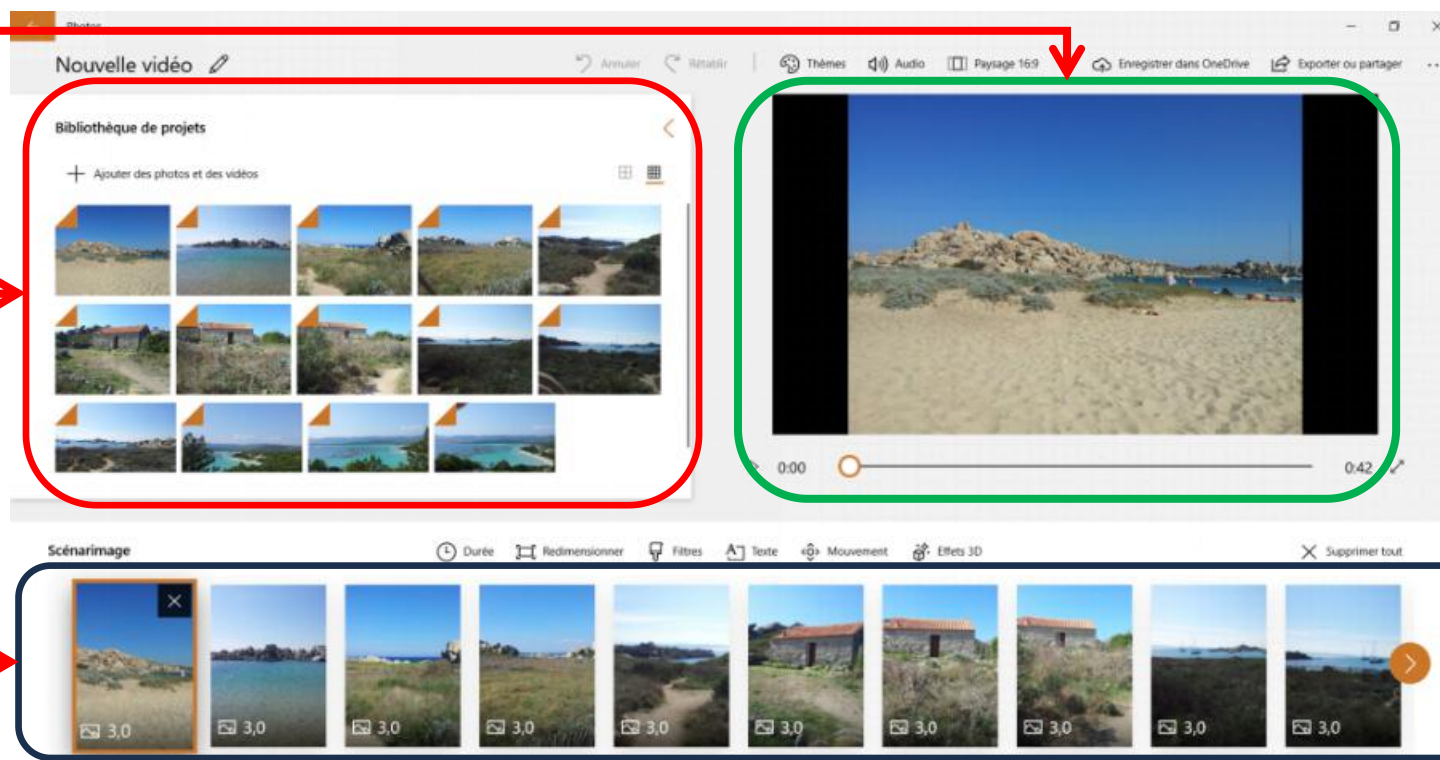 Photos
Nouvelle vidéo
Annuler Rétablir Thèmes Audio Paysage 16:9 Enregistrer dans OneDrive Exporter ou partager
Bibliothèque de projets
Ajouter des photos et des vidéos
0:00 0:42
Scénarimage Durée Redimensionner Filtres Texte Mouvement Effets 3D Supprimer tout
3,0 3,0 3,0 3,0 3,0 3,0 3,0 3,0 3,0 3,0